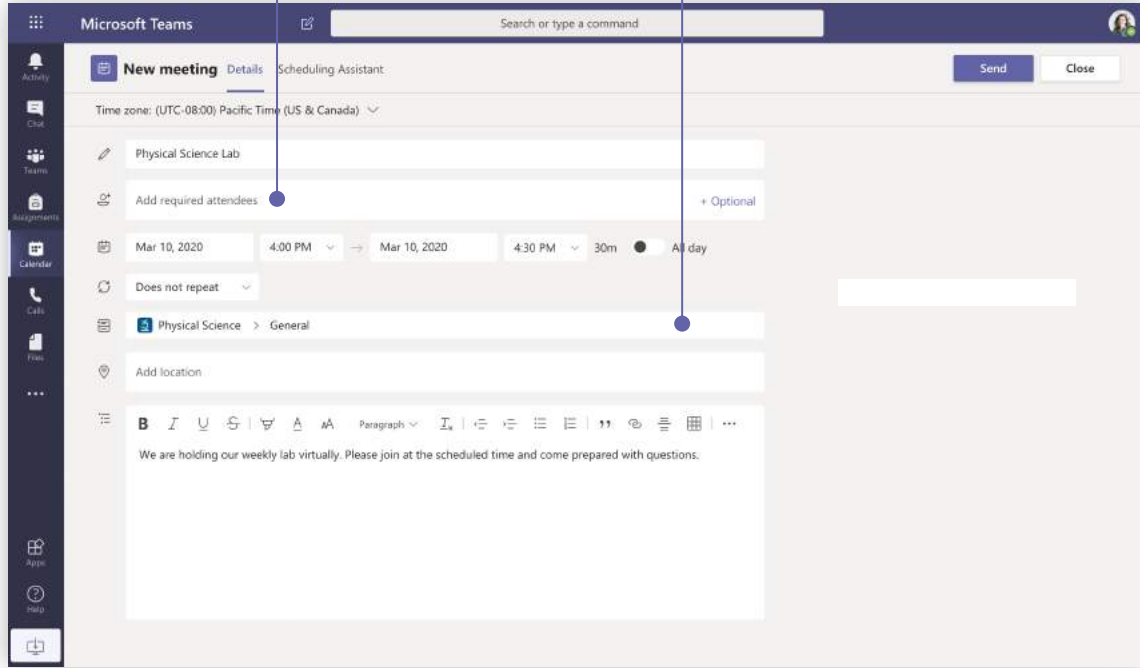 Microsoft Teams
Search or type a command
Activity
Chat
Teams
Assignments
Calendar
Calls
Files
Apps
Help
New meeting Details Scheduling Assistant
Send Close
Time zone: (UTC-08:00) Pacific Time (US & Canada)
Physical Science Lab
Add required attendees + Optional
Mar 10, 2020 4:00 PM → Mar 10, 2020 4:30 PM 30m All day
Does not repeat
Physical Science > General
Add location
B I U S A AA Paragraph
We are holding our weekly lab virtually. Please join at the scheduled time and come prepared with questions.